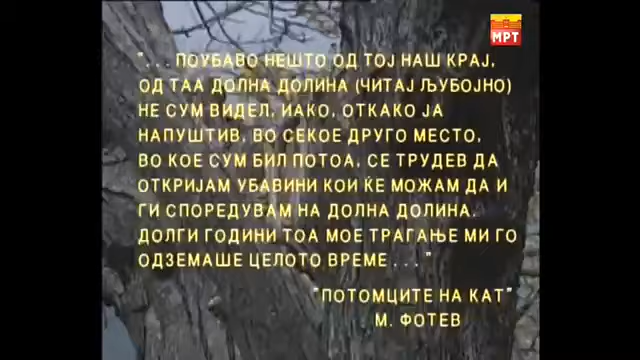 МРТ
"... ПОУБАВО НЕШТО ОД ТОЈ НАШ КРАЈ,
ОД ТАА ДОЛНА ДОЛИНА (ЧИТАЈ ЉУБОЈНО)
НЕ СУМ ВИДЕЛ, ИАКО, ОТКАКО ЈА
НАПУШТИВ, ВО СЕКОЕ ДРУГО МЕСТО,
ВО КОЕ СУМ БИЛ ПОТОА, СЕ ТРУДЕВ ДА
ОТКРИЈАМ УБАВИНИ КОИ ЌЕ МОЖАМ ДА И
ГИ СПОРЕДУВАМ НА ДОЛНА ДОЛИНА.
ДОЛГИ ГОДИНИ ТОА МОЕ ТРАГАЊЕ МИ ГО
ОДЗЕМАШЕ ЦЕЛОТО ВРЕМЕ ..."
"ПОТОМЦИТЕ НА КАТ"
М. ФОТЕВ